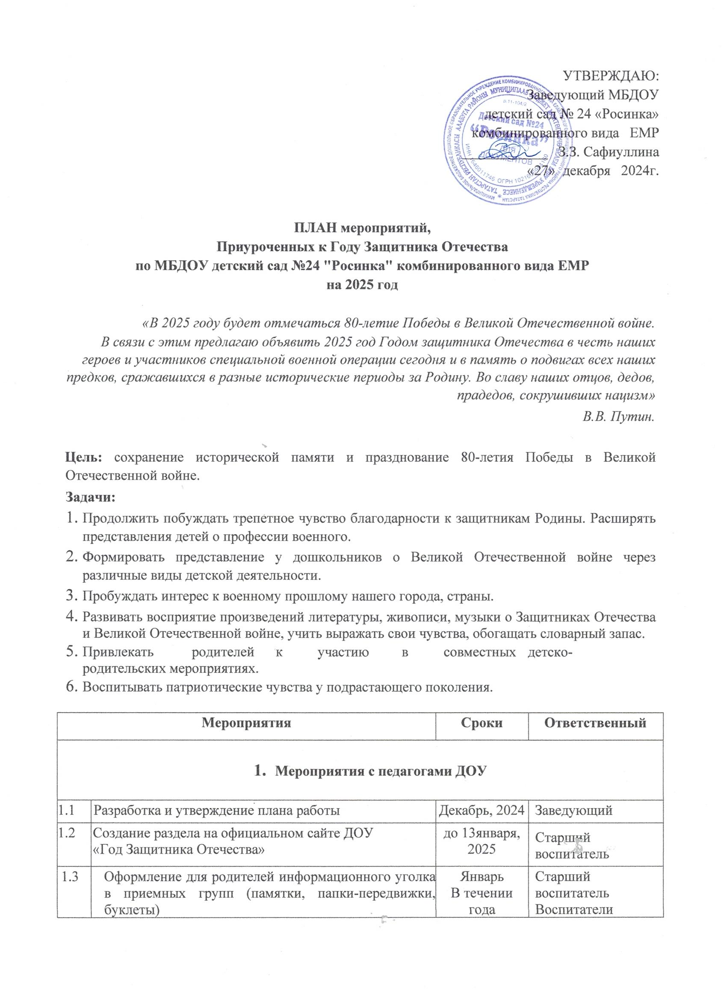 УТВЕРЖДАЮ:
Заведующий МБДОУ
детский сад № 24 «Росинка»
комбинированного вида ЕМР
З.З. Сафиуллина
«27» декабря 2024г.
Детский сад №24
“Росинка”
ДЛЯ
ДОКУМЕНТОВ
ПЛАН мероприятий,
Приуроченных к Году Защитника Отечества
по МБДОУ детский сад №24 "Росинка" комбинированного вида ЕМР
на 2025 год
«В 2025 году будет отмечаться 80-летие Победы в Великой Отечественной войне.
В связи с этим предлагаю объявить 2025 год Годом защитника Отечества в честь наших
героев и участников специальной военной операции сегодня и в память о подвигах всех наших
предков, сражавшихся в разные исторические периоды за Родину. Во славу наших отцов, дедов,
прадедов, сокрушивших нацизм»
В.В. Путин.
Цель: сохранение исторической памяти и празднование 80-летия Победы в Великой
Отечественной войне.
Задачи:
1. Продолжить побуждать трепетное чувство благодарности к защитникам Родины. Расширять
представления детей о профессии военного.
2. Формировать представление у дошкольников о Великой Отечественной войне через
различные виды детской деятельности.
3. Пробуждать интерес к военному прошлому нашего города, страны.
4. Развивать восприятие произведений литературы, живописи, музыки о Защитниках Отечества
и Великой Отечественной войне, учить выражать свои чувства, обогащать словарный запас.
5. Привлекать родителей к участию в совместных детско-
родительских мероприятиях.
6. Воспитывать патриотические чувства у подрастающего поколения.
Мероприятия Сроки Ответственный
1. Мероприятия с педагогами ДОУ
1.1 Разработка и утверждение плана работы Декабрь, 2024 Заведующий
1.2 Создание раздела на официальном сайте ДОУ до 13января, Старший
«Год Защитника Отечества» 2025 воспитатель
1.3 Оформление для родителей информационного уголка Январь Старший
в приемных групп (памятки, папки-передвижки, В течении воспитатель
буклеты) года Воспитатели